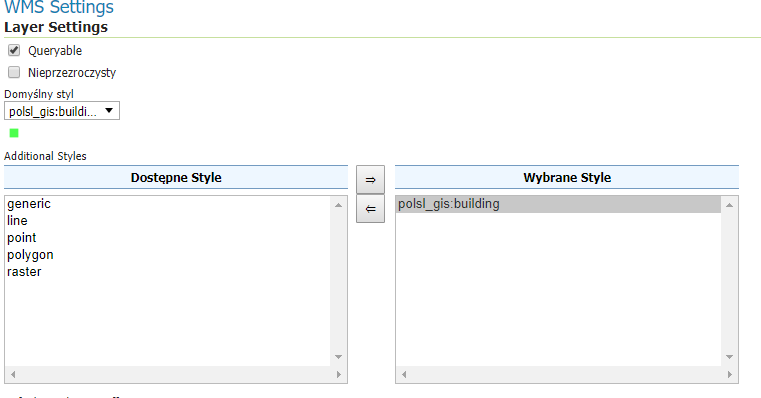 WMS Settings
Layer Settings
Queryable
Nieprzezroczysty
Domyślny styl
polsl_gis:buildi...
Additional Styles
Dostępne Style
⇒
Wybrane Style
⇐
generic
line
point
polygon
raster
polsl_gis:building